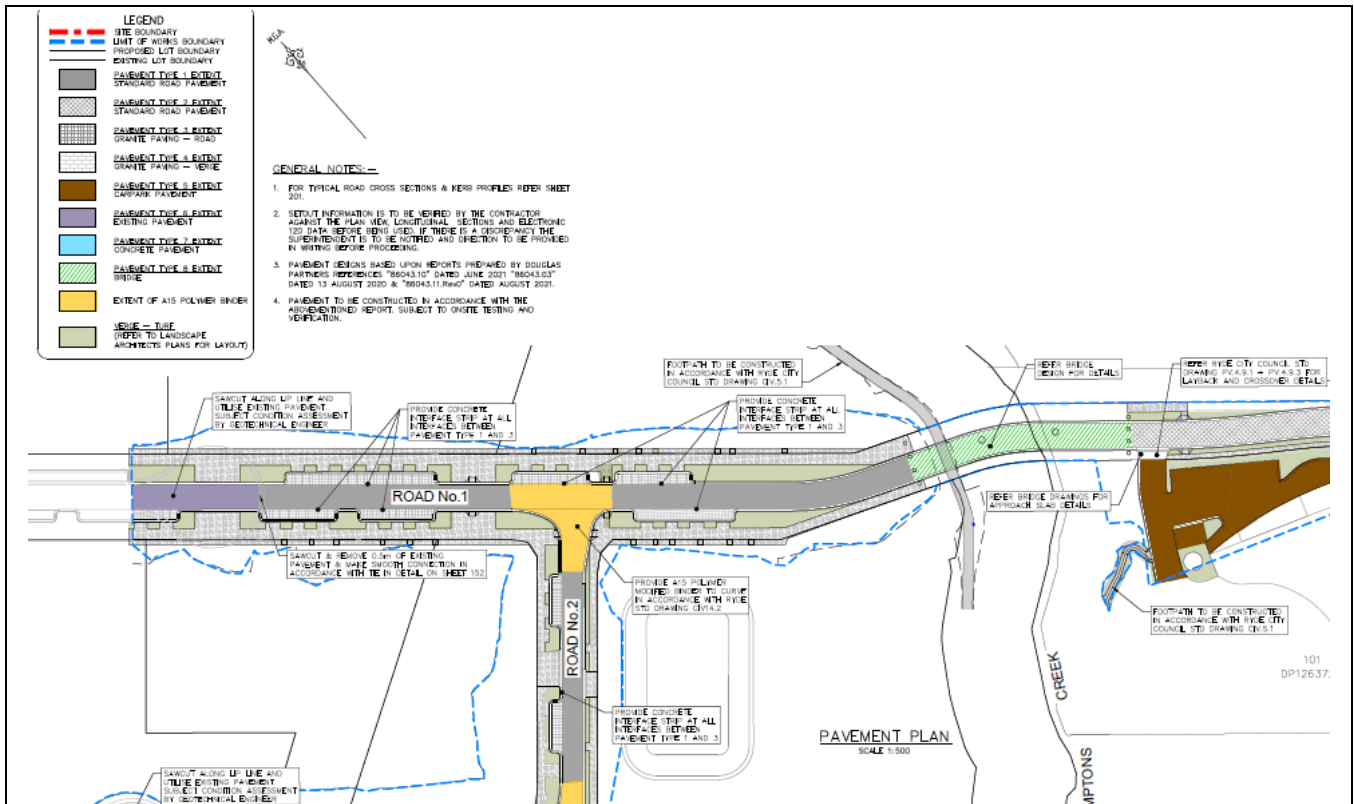 LEGEND
SITE BOUNDARY
LIMIT OF WORKS BOUNDARY
PROPOSED LOT BOUNDARY
EXISTING LOT BOUNDARY
PAVEMENT TYPE 1 EXTENT
STANDARD ROAD PAVEMENT
PAVEMENT TYPE 2 EXTENT
STANDARD ROAD PAVEMENT
PAVEMENT TYPE 3 EXTENT
GRANITE PAVING – ROAD
PAVEMENT TYPE 4 EXTENT
GRANITE PAVING – VERGE
PAVEMENT TYPE 5 EXTENT
CARPARK PAVEMENT
PAVEMENT TYPE 6 EXTENT
EXISTING PAVEMENT
PAVEMENT TYPE 7 EXTENT
CONCRETE PAVEMENT
PAVEMENT TYPE 8 EXTENT
BRIDGE
EXTENT OF A15 POLYMER BINDER
VERGE – TURF
(REFER TO LANDSCAPE
ARCHITECTS PLANS FOR LAYOUT)
M.G.A
GENERAL NOTES:–
1. FOR TYPICAL ROAD CROSS SECTIONS & KERB PROFILES REFER SHEET
201.
2. SETOUT INFORMATION IS TO BE VERIFIED BY THE CONTRACTOR
AGAINST THE PLAN VIEW, LONGITUDINAL SECTIONS AND ELECTRONIC
12D DATA BEFORE BEING USED. IF THERE IS A DISCREPANCY THE
SUPERINTENDENT IS TO BE NOTIFIED AND DIRECTION TO BE PROVIDED
IN WRITING BEFORE PROCEEDING.
3. PAVEMENT DESIGNS BASED UPON REPORTS PREPARED BY DOUGLAS
PARTNERS REFERENCES "86043.10" DATED JUNE 2021 "86043.03"
DATED 13 AUGUST 2020 & "86043.11.Rev0" DATED AUGUST 2021.
4. PAVEMENT TO BE CONSTRUCTED IN ACCORDANCE WITH THE
ABOVEMENTIONED REPORT. SUBJECT TO ONSITE TESTING AND
VERIFICATION.
FOOTPATH TO BE CONSTRUCTED
IN ACCORDANCE WITH RYDE CITY
COUNCIL STD DRAWING CIV.5.1
REFER BRIDGE
DESIGN FOR DETAILS
REFER RYDE CITY COUNCIL STD
DRAWING PV.4.9.1 + PV.4.9.3 FOR
LAYBACK AND CROSSOVER DETAILS
SAWCUT ALONG LIP LINE AND
UTILISE EXISTING PAVEMENT
SUBJECT CONDITION ASSESSMENT
BY GEOTECHNICAL ENGINEER
PROVIDE CONCRETE
INTERFACE STRIP AT ALL
INTERFACES BETWEEN
PAVEMENT TYPE 1 AND 3
PROVIDE CONCRETE
INTERFACE STRIP AT ALL
INTERFACES BETWEEN
PAVEMENT TYPE 1 AND 3
ROAD No.1
REFER BRIDGE DRAWINGS FOR
APPROACH SLAB DETAILS
SAWCUT & REMOVE 0.5m OF EXISTING
PAVEMENT & MAKE SMOOTH CONNECTION IN
ACCORDANCE WITH TIE IN DETAIL ON SHEET 152
PROVIDE A15 POLYMER
MODIFIED BINDER TO CURVE
IN ACCORDANCE WITH RYDE
STD DRAWING CIV14.2
ROAD No.2
FOOTPATH TO BE CONSTRUCTED
IN ACCORDANCE WITH RYDE CITY
COUNCIL STD DRAWING CIV.5.1
101
DP12637
CREEK
PROVIDE CONCRETE
INTERFACE STRIP AT ALL
INTERFACES BETWEEN
PAVEMENT TYPE 1 AND 3
PAVEMENT PLAN
SCALE 1:500
MPTONS
SAWCUT ALONG LIP LINE AND
UTILISE EXISTING PAVEMENT
SUBJECT CONDITION ASSESSMENT
BY GEOTECHNICAL ENGINEER